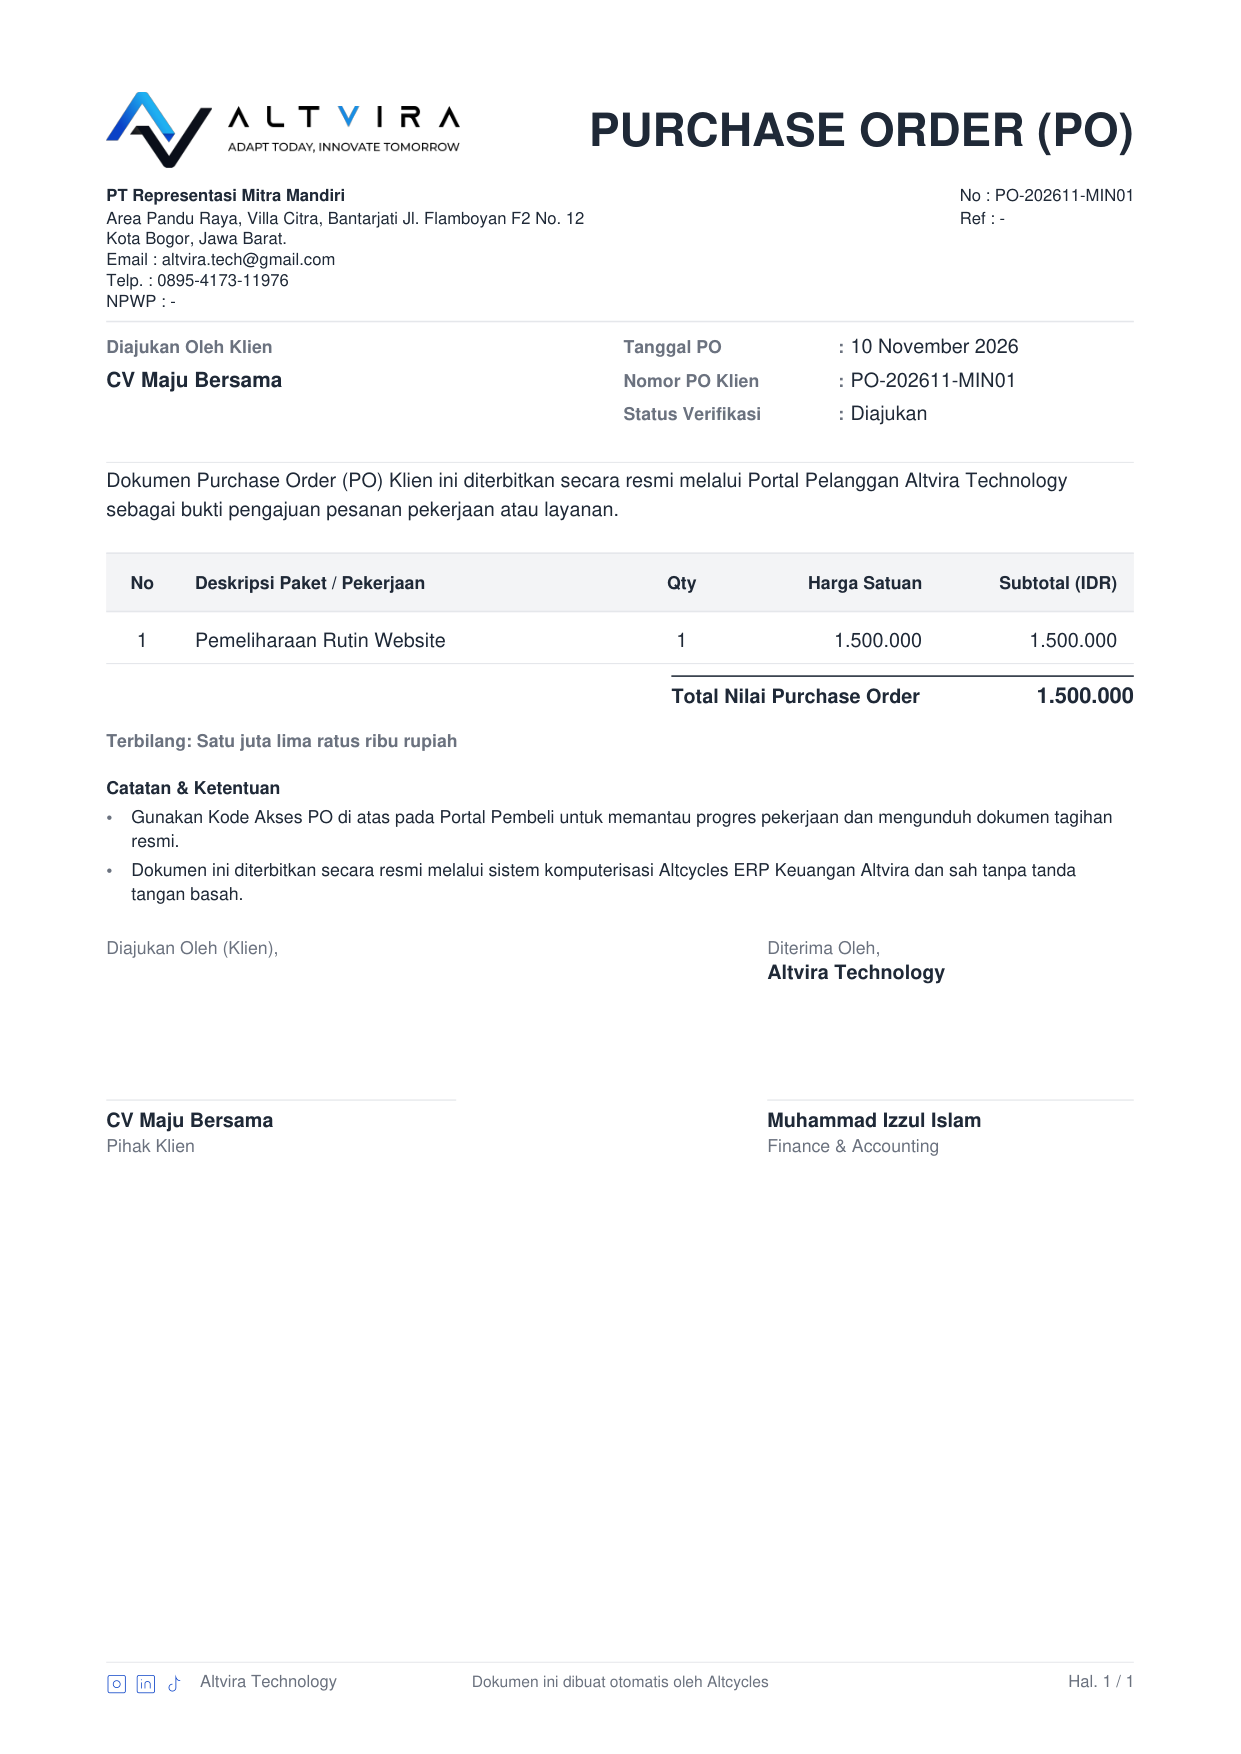 ALTVIRA
ADAPT TODAY, INNOVATE TOMORROW
PURCHASE ORDER (PO)
PT Representasi Mitra Mandiri
Area Pandu Raya, Villa Citra, Bantarjati Jl. Flamboyan F2 No. 12
Kota Bogor, Jawa Barat.
Email : altvira.tech@gmail.com
Telp. : 0895-4173-11976
NPWP : -
No : PO-202611-MIN01
Ref : -
Diajukan Oleh Klien
CV Maju Bersama
Tanggal PO : 10 November 2026
Nomor PO Klien : PO-202611-MIN01
Status Verifikasi : Diajukan
Dokumen Purchase Order (PO) Klien ini diterbitkan secara resmi melalui Portal Pelanggan Altvira Technology
sebagai bukti pengajuan pesanan pekerjaan atau layanan.
No Deskripsi Paket / Pekerjaan Qty Harga Satuan Subtotal (IDR)
1 Pemeliharaan Rutin Website 1 1.500.000 1.500.000
Total Nilai Purchase Order 1.500.000
Terbilang: Satu juta lima ratus ribu rupiah
Catatan & Ketentuan
• Gunakan Kode Akses PO di atas pada Portal Pembeli untuk memantau progres pekerjaan dan mengunduh dokumen tagihan
resmi.
• Dokumen ini diterbitkan secara resmi melalui sistem komputerisasi Altcycles ERP Keuangan Altvira dan sah tanpa tanda
tangan basah.
Diajukan Oleh (Klien),
Diterima Oleh,
Altvira Technology
CV Maju Bersama
Pihak Klien
Muhammad Izzul Islam
Finance & Accounting
Altvira Technology Dokumen ini dibuat otomatis oleh Altcycles Hal. 1 / 1